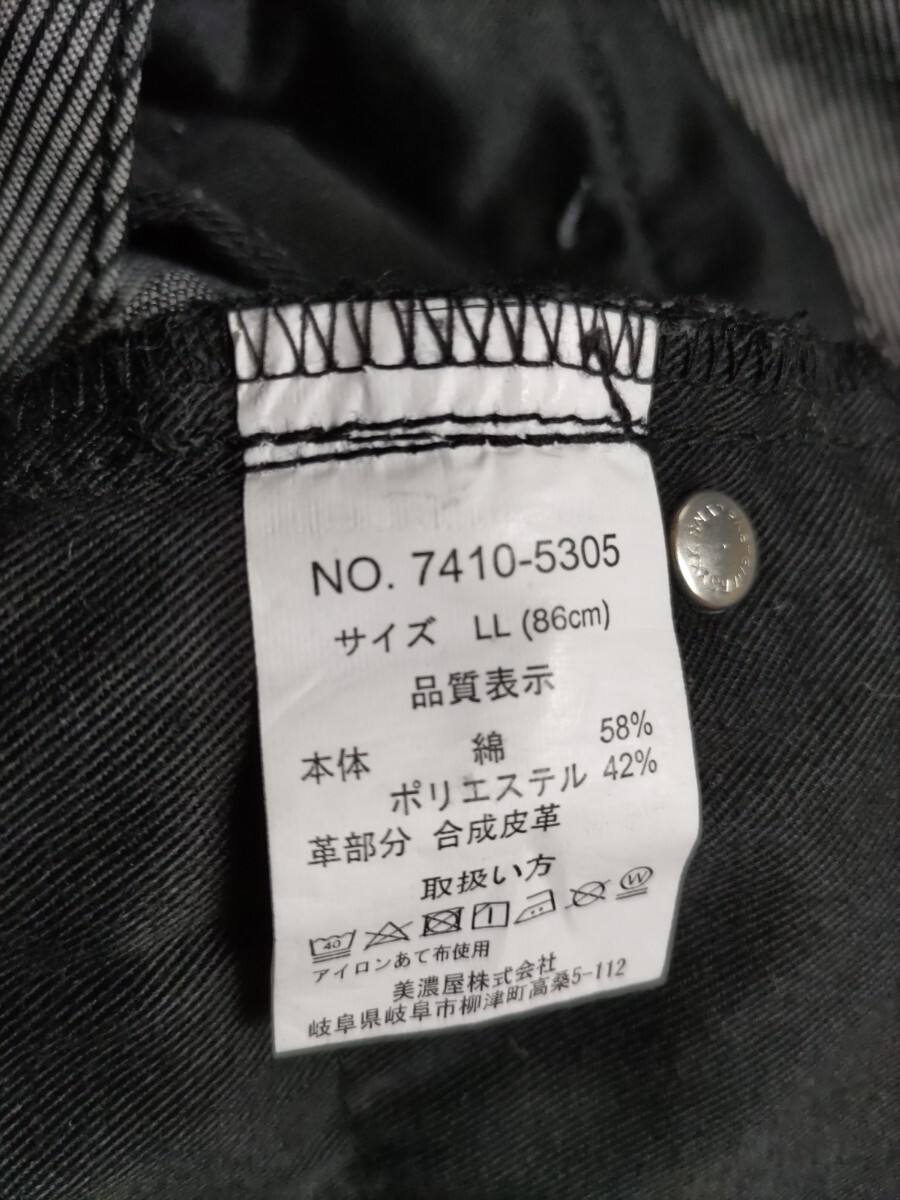 NO. 7410-5305
サイズ LL (86cm)
品質表示
本体 綿 58%
ポリエステル 42%
革部分 合成皮革
取扱い方
40 W
アイロンあて布使用
美濃屋株式会社
岐阜県岐阜市柳津町高桑5-112